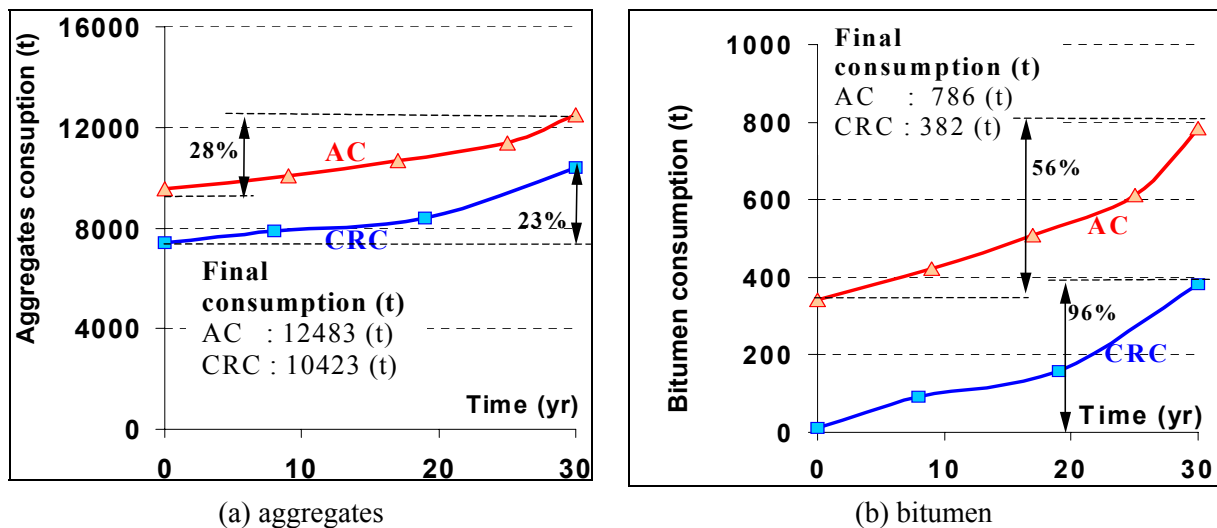 Aggregates consuption (t)
16000
12000
8000
4000
0
Final
consumption (t)
AC : 12483 (t)
CRC : 10423 (t)
28%
AC
23%
CRC
Time (yr)
0 10 20 30
(a) aggregates
Bitumen consumption (t)
1000
800
600
400
200
0
Final
consumption (t)
AC : 786 (t)
CRC : 382 (t)
56%
AC
96%
CRC
Time (yr)
0 10 20 30
(b) bitumen